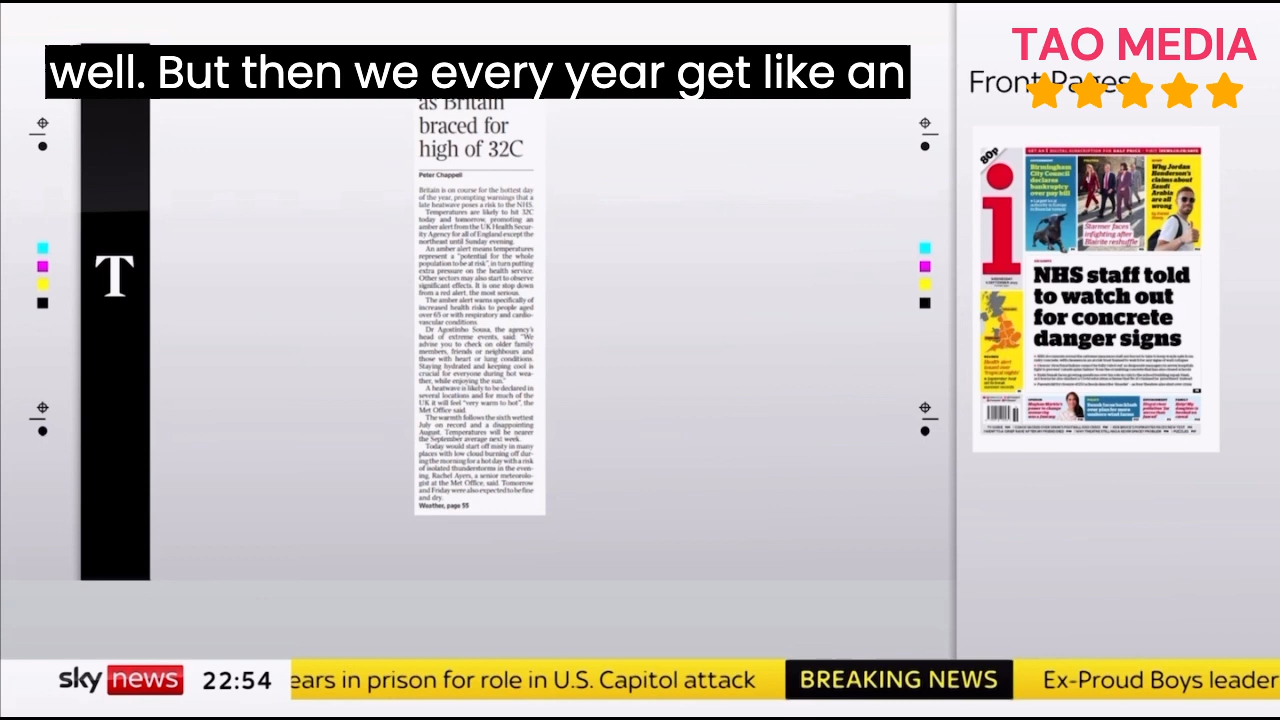 well. But then we every year get like an
TAO MEDIA
Front Pages
as Britain
braced for
high of 32C
Peter Chappell
Britain is on course for the hottest day
of the year, prompting warnings that a
late heatwave poses a risk to the NHS.
Temperatures are likely to hit 32C
today and tomorrow, promoting an
amber alert from the UK Health Secur-
ity Agency for all of England except the
northeast until Sunday evening.
An amber alert means temperatures
represent a "potential for the whole
population to be at risk", in turn putting
extra pressure on the health service.
Other sectors may also start to observe
significant effects. It is one stop down
from a red alert, the most serious.
The amber alert warns specifically of
increased health risks to people aged
over 65 or with respiratory and cardio-
vascular conditions.
Dr Agostinho Sousa, the agency's
head of extreme events, said: "We
advise you to check on older family
members, friends or neighbours and
those with heart or lung conditions.
Staying hydrated and keeping cool is
crucial for everyone during hot wea-
ther, while enjoying the sun."
A heatwave is likely to be declared in
several locations and for much of the
UK it will feel "very warm to hot", the
Met Office said.
The warmth follows the sixth wettest
July on record and a disappointing
August. Temperatures will be nearer
the September average next week.
Today would start off misty in many
places with low cloud burning off dur-
ing the morning for a hot day with a risk
of isolated thunderstorms in the even-
ing, Rachel Ayers, a senior meteorolo-
gist at the Met Office, said. Tomorrow
and Friday were also expected to be fine
and dry.
Weather, page 55
T
80p
i
Birmingham
City Council
declares
bankruptcy
over pay bill
Starmer faces
infighting after
Blairite reshuffle
Why Jordan
Henderson's
claims about
Saudi
Arabia
are all
wrong
NHS staff told
to watch out
for concrete
danger signs
sky news
22:54
ears in prison for role in U.S. Capitol attack
BREAKING NEWS
Ex-Proud Boys leader